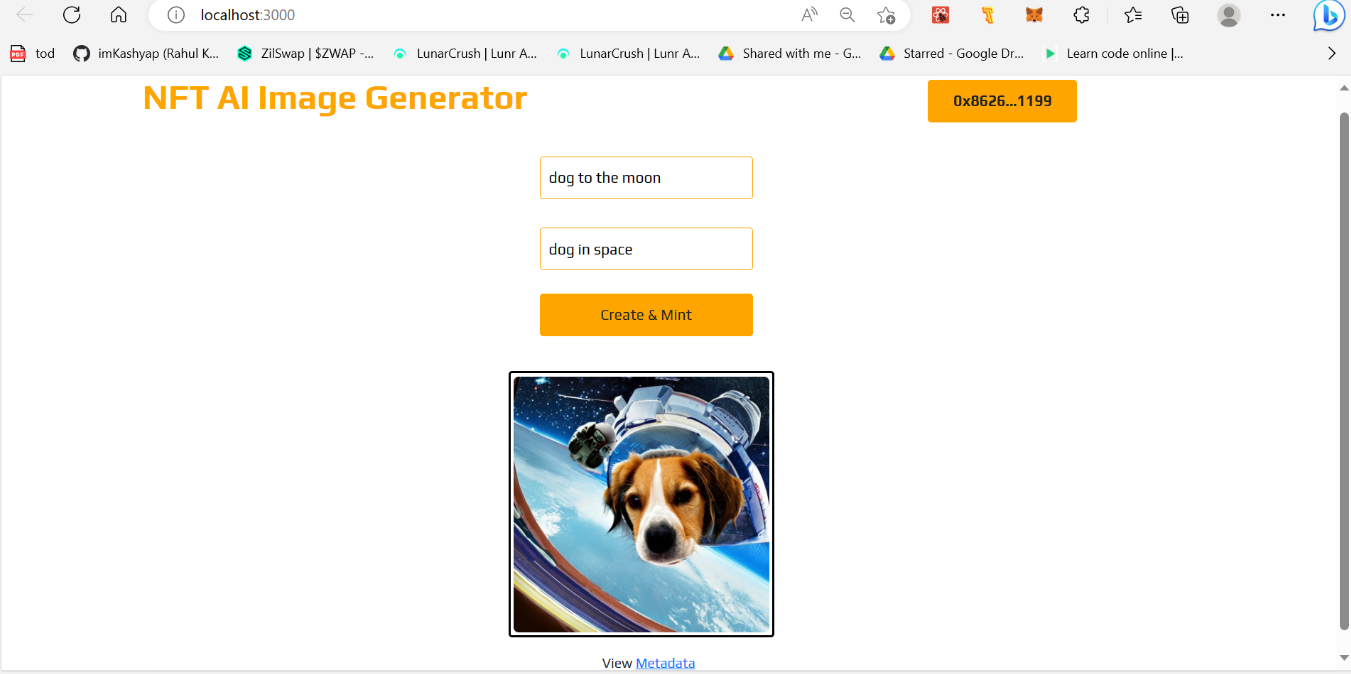 localhost:3000
tod
imKashyap (Rahul K...
ZilSwap | $ZWAP -...
LunarCrush | Lunr A...
LunarCrush | Lunr A...
Shared with me - G...
Starred - Google Dr...
Learn code online |...
NFT AI Image Generator
0x8626...1199
dog to the moon
dog in space
Create & Mint
View Metadata